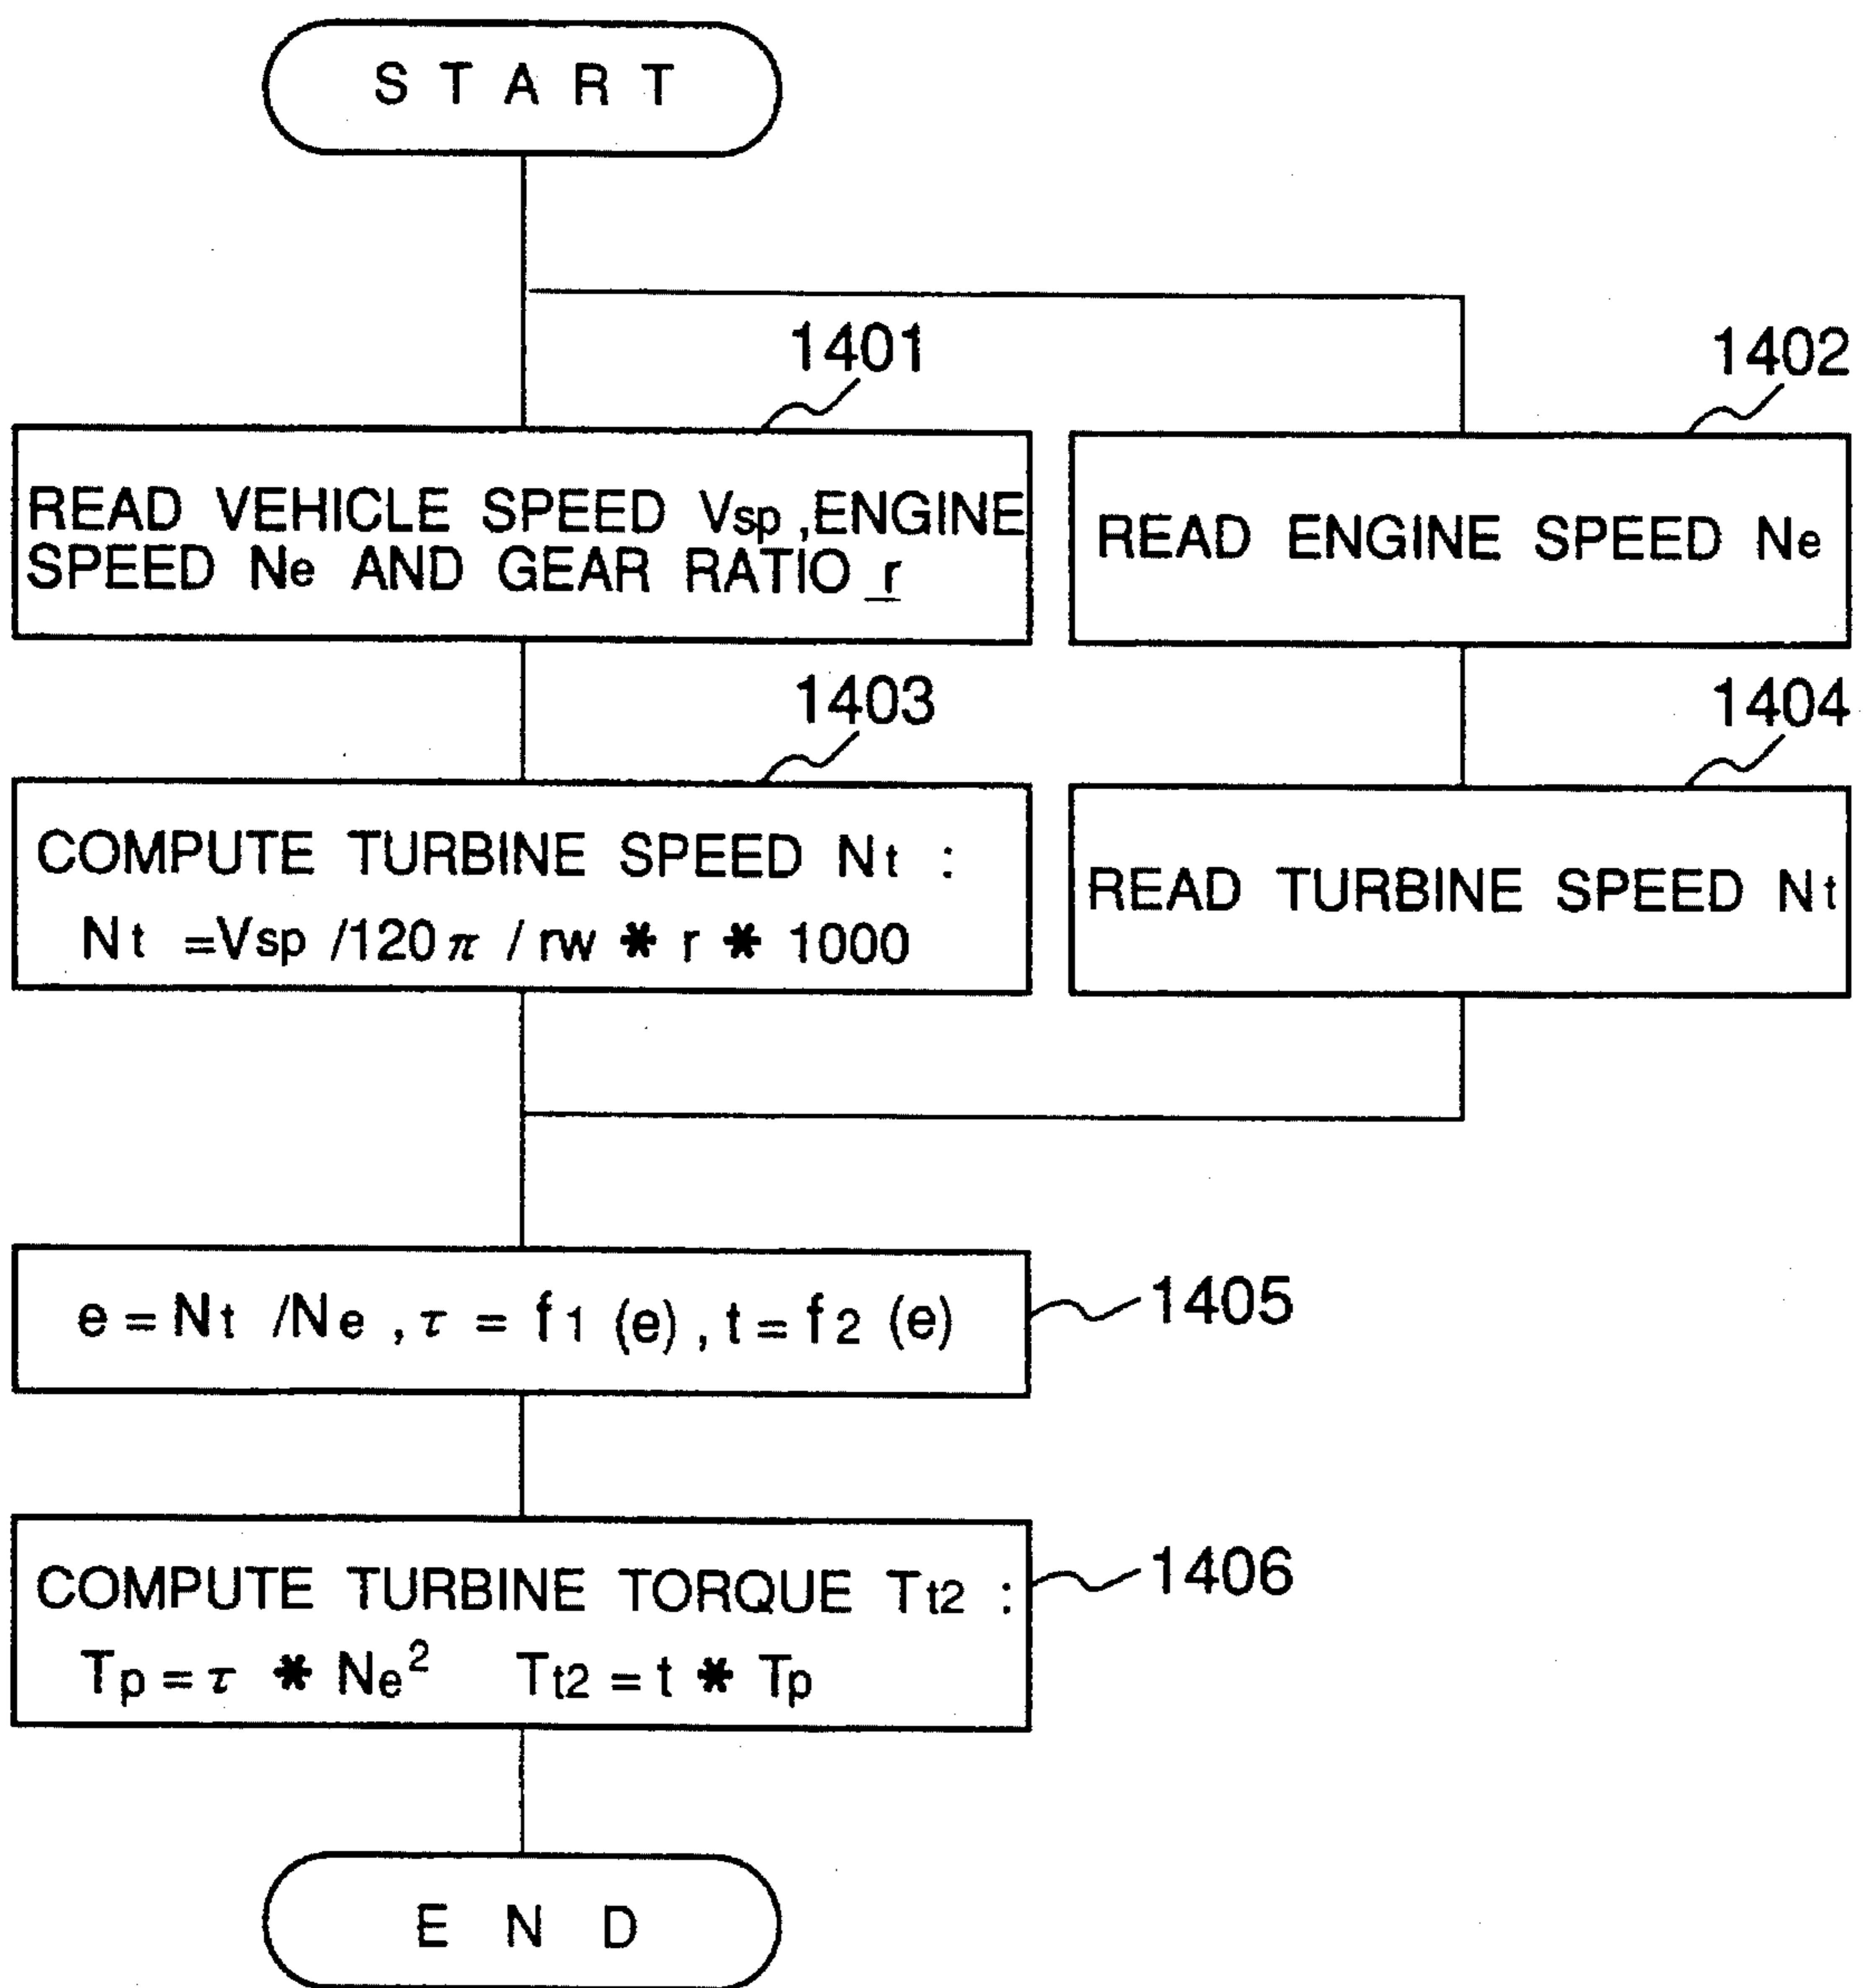 START
1401
1402
READ VEHICLE SPEED Vsp ,ENGINE
SPEED Ne AND GEAR RATIO r
READ ENGINE SPEED Ne
1403
1404
COMPUTE TURBINE SPEED Nt :
Nt =Vsp /120π / rw * r * 1000
READ TURBINE SPEED Nt
e = Nt /Ne , τ = f1 (e) , t = f2 (e)
1405
COMPUTE TURBINE TORQUE Tt2 :
1406
Tp = τ * Ne² Tt2 = t * Tp
END